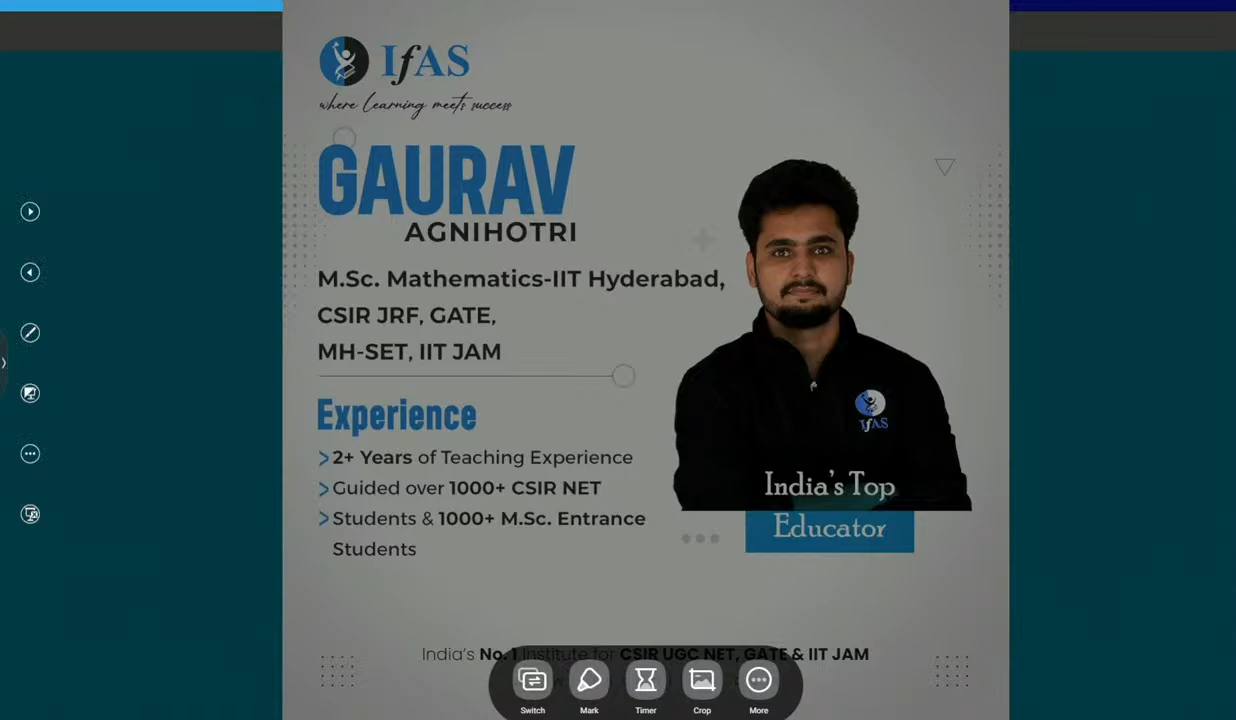 IfAS
where learning meets success
GAURAV
AGNIHOTRI
M.Sc. Mathematics-IIT Hyderabad,
CSIR JRF, GATE,
MH-SET, IIT JAM
Experience
2+ Years of Teaching Experience
Guided over 1000+ CSIR NET
Students & 1000+ M.Sc. Entrance
Students
IfAS
India's Top
Educator
India's No. 1 Institute for CSIR UGC NET, GATE & IIT JAM
Switch Mark Timer Crop More